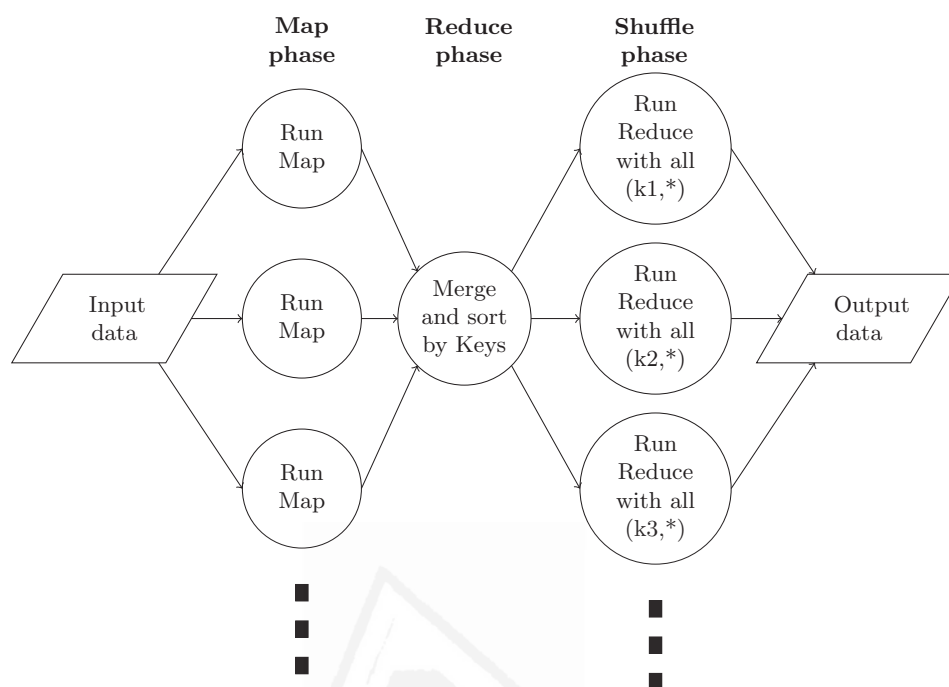 Map
phase
Reduce
phase
Shuffle
phase
Run
Map
Run
Reduce
with all
(k1,*)
Input
data
Run
Map
Merge
and sort
by Keys
Run
Reduce
with all
(k2,*)
Output
data
Run
Map
Run
Reduce
with all
(k3,*)